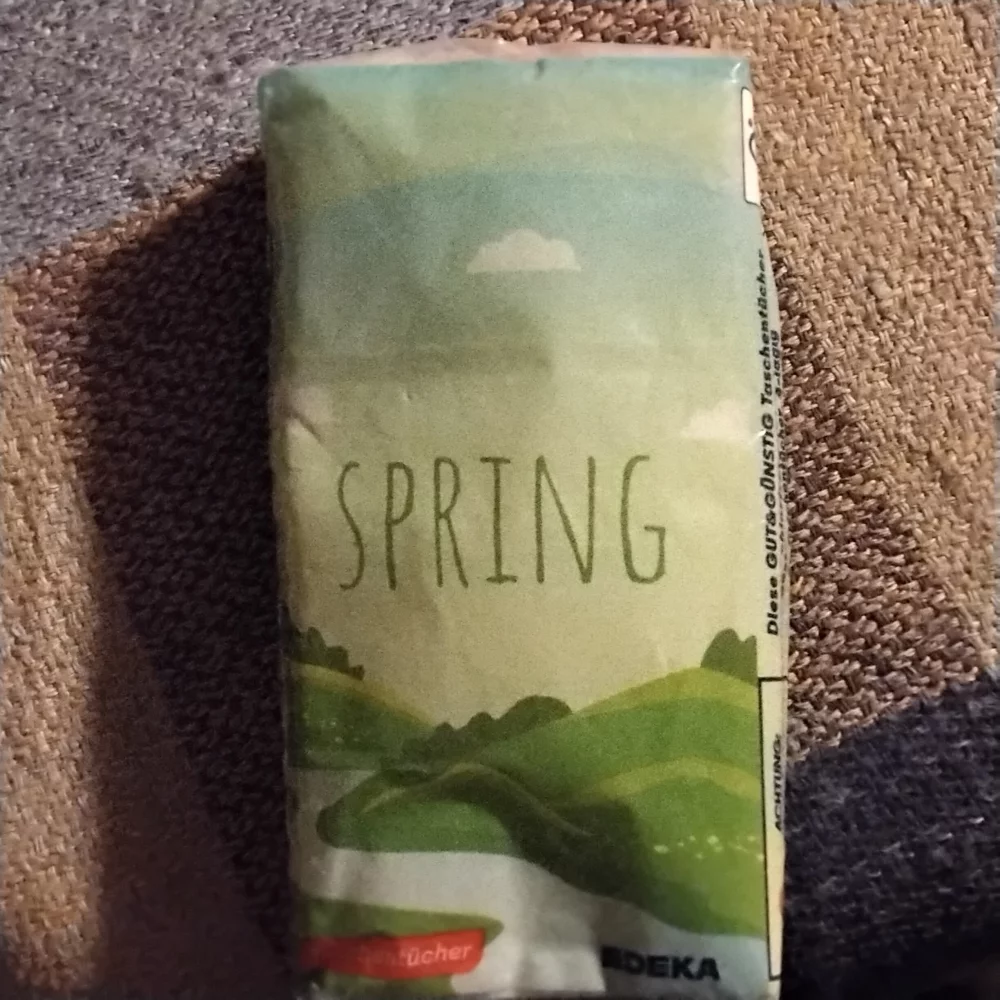 SPRING
EDEKA
Diese GUT&GÜNSTIG Taschentücher
ACHTUNG: